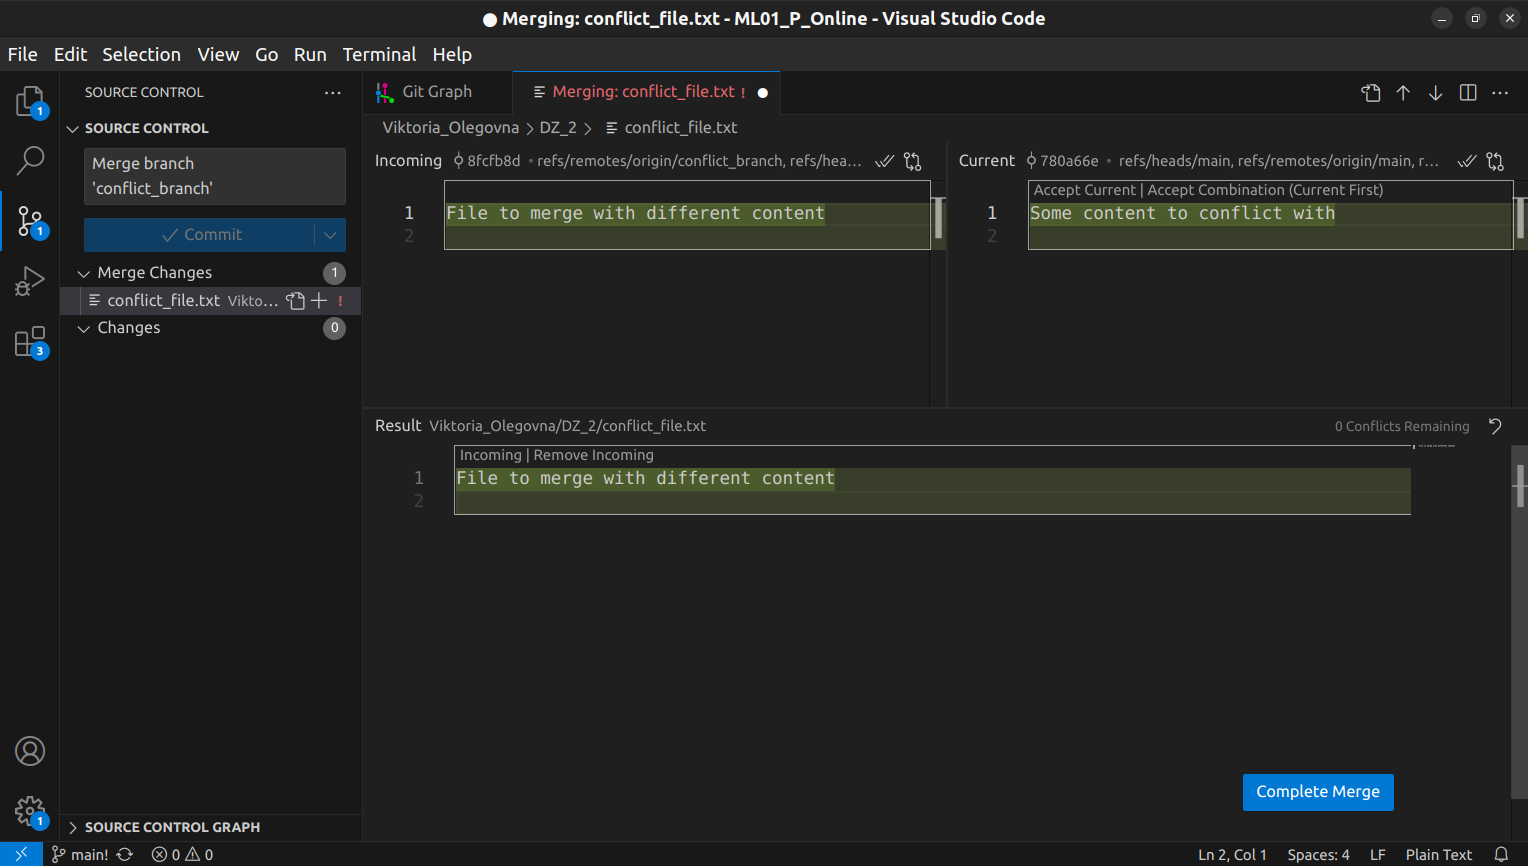 ● Merging: conflict_file.txt - ML01_P_Online - Visual Studio Code
File Edit Selection View Go Run Terminal Help
SOURCE CONTROL ···
Git Graph
Merging: conflict_file.txt ! ●
1
SOURCE CONTROL
Viktoria_Olegovna > DZ_2 > conflict_file.txt
Merge branch
'conflict_branch'
Incoming 8fcfb8d • refs/remotes/origin/conflict_branch, refs/hea…
Current 780a66e • refs/heads/main, refs/remotes/origin/main, r…
Accept Current | Accept Combination (Current First)
1 File to merge with different content
2
1 Some content to conflict with
2
1
Commit
Merge Changes 1
conflict_file.txt Vikto… !
Changes 0
3
Result Viktoria_Olegovna/DZ_2/conflict_file.txt 0 Conflicts Remaining
Incoming | Remove Incoming
1 File to merge with different content
2
Complete Merge
1
SOURCE CONTROL GRAPH
main! 0 0 Ln 2, Col 1 Spaces: 4 LF Plain Text